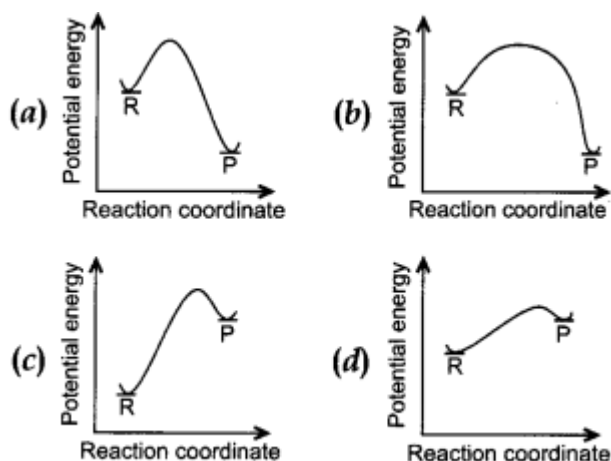 (a)
Potential energy
R
P
Reaction coordinate
(b)
Potential energy
R
P
Reaction coordinate
(c)
Potential energy
R
P
Reaction coordinate
(d)
Potential energy
R
P
Reaction coordinate